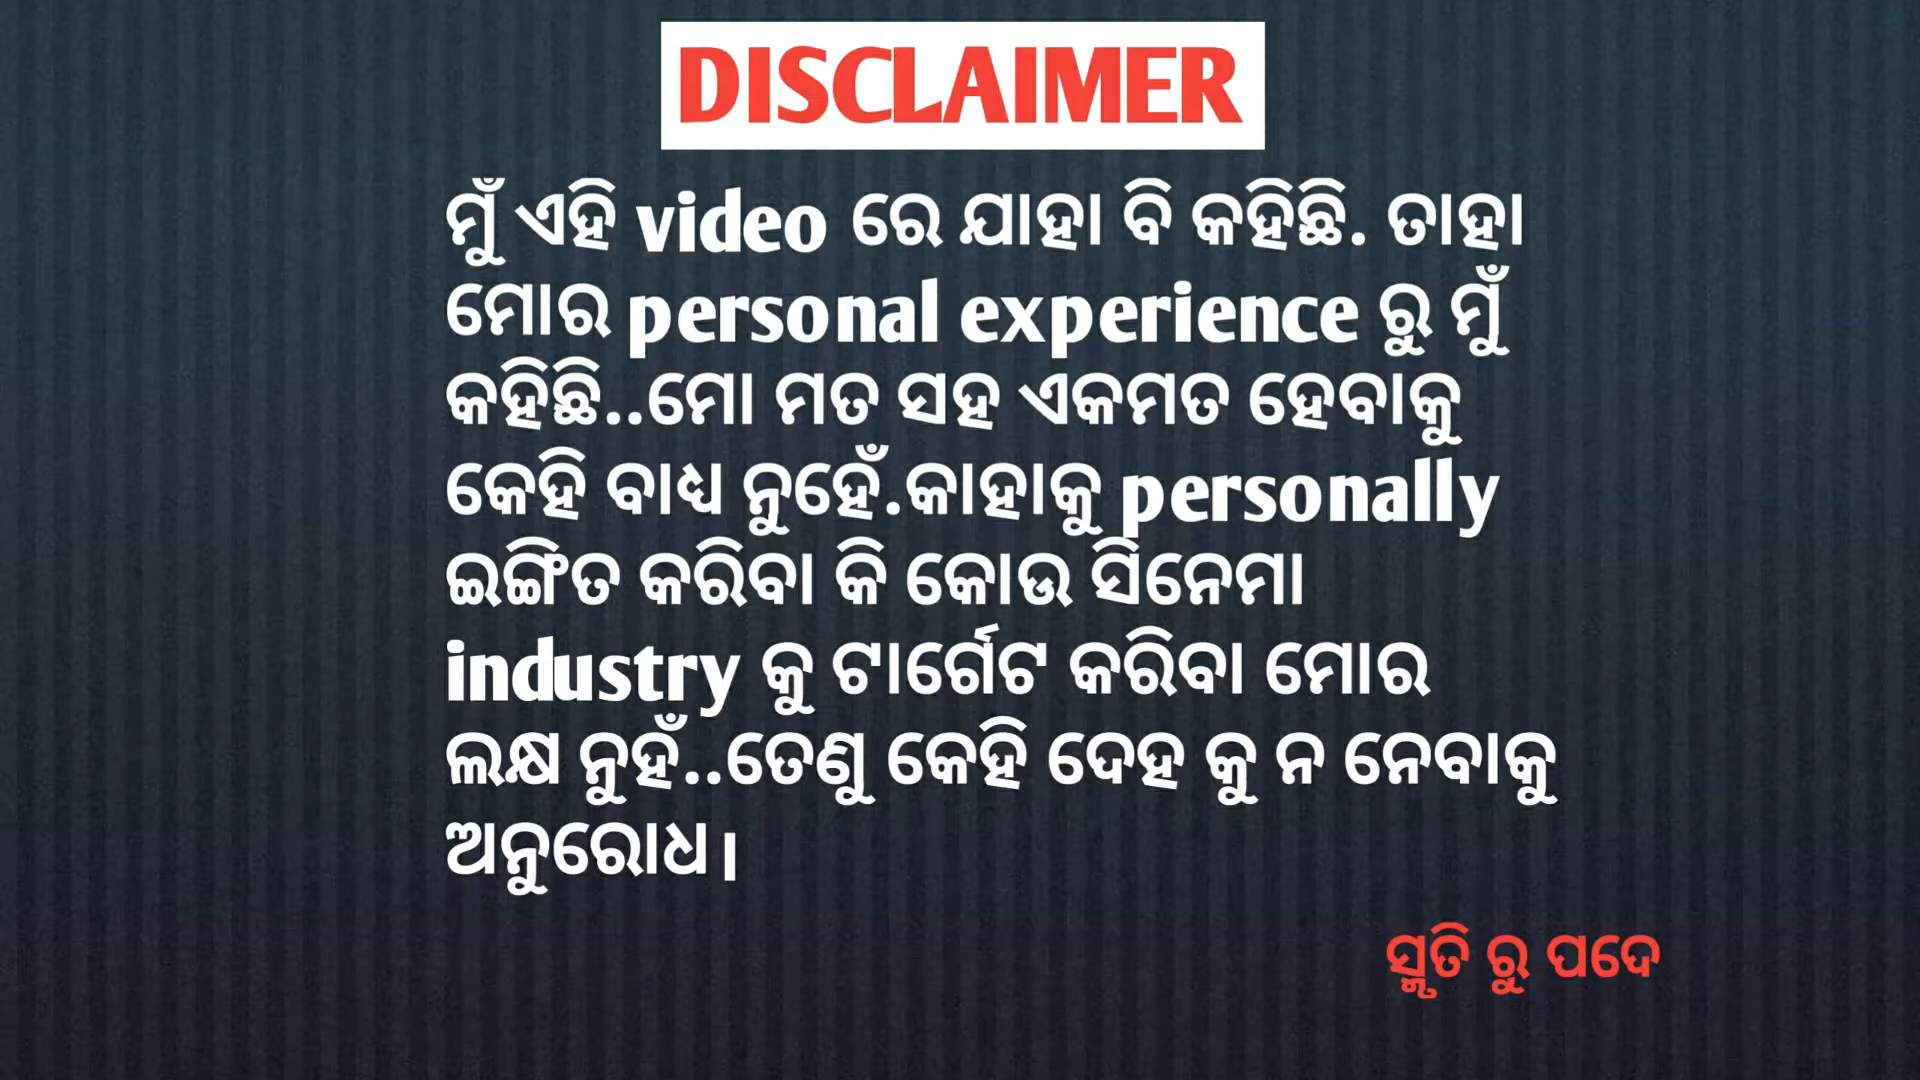 DISCLAIMER
ମୁଁ ଏହି video ରେ ଯାହା ବି କହିଛି. ତାହା
ମୋର personal experience ରୁ ମୁଁ
କହିଛି..ମୋ ମତ ସହ ଏକମତ ହେବାକୁ
କେହି ବାଧ୍ୟ ନୁହେଁ.କାହାକୁ personally
ଇଙ୍ଗିତ କରିବା କି କୋଉ ସିନେମା
industry କୁ ଟାର୍ଗେଟ କରିବା ମୋର
ଲକ୍ଷ ନୁହଁ..ତେଣୁ କେହି ଦେହ କୁ ନ ନେବାକୁ
ଅନୁରୋଧ।
ସ୍ମୃତି ରୁ ପଦେ